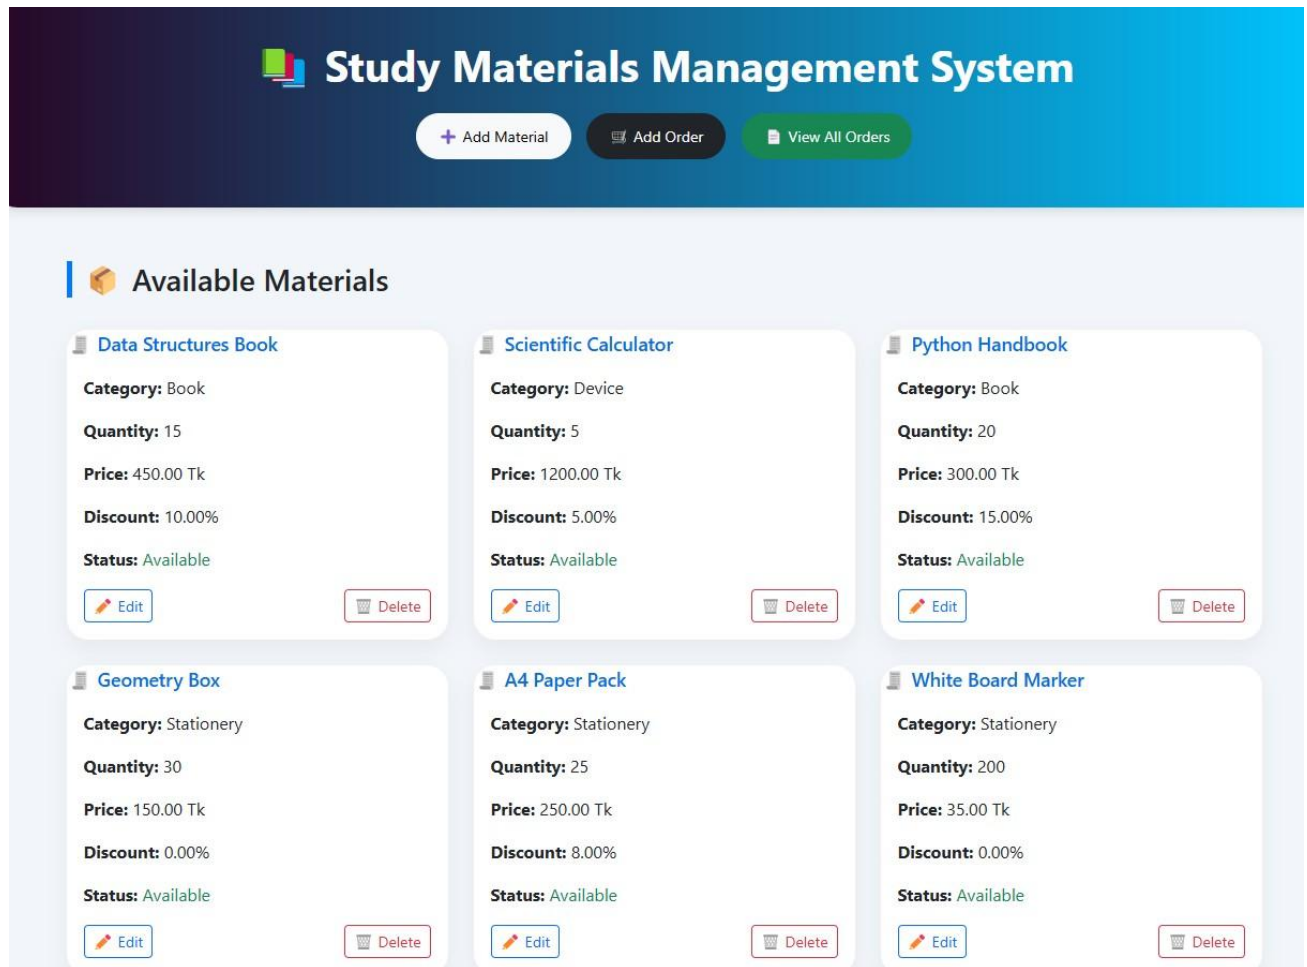 Study Materials Management System
Add Material
Add Order
View All Orders
Available Materials
Data Structures Book
Category: Book
Quantity: 15
Price: 450.00 Tk
Discount: 10.00%
Status: Available
Edit
Delete
Scientific Calculator
Category: Device
Quantity: 5
Price: 1200.00 Tk
Discount: 5.00%
Status: Available
Edit
Delete
Python Handbook
Category: Book
Quantity: 20
Price: 300.00 Tk
Discount: 15.00%
Status: Available
Edit
Delete
Geometry Box
Category: Stationery
Quantity: 30
Price: 150.00 Tk
Discount: 0.00%
Status: Available
Edit
Delete
A4 Paper Pack
Category: Stationery
Quantity: 25
Price: 250.00 Tk
Discount: 8.00%
Status: Available
Edit
Delete
White Board Marker
Category: Stationery
Quantity: 200
Price: 35.00 Tk
Discount: 0.00%
Status: Available
Edit
Delete